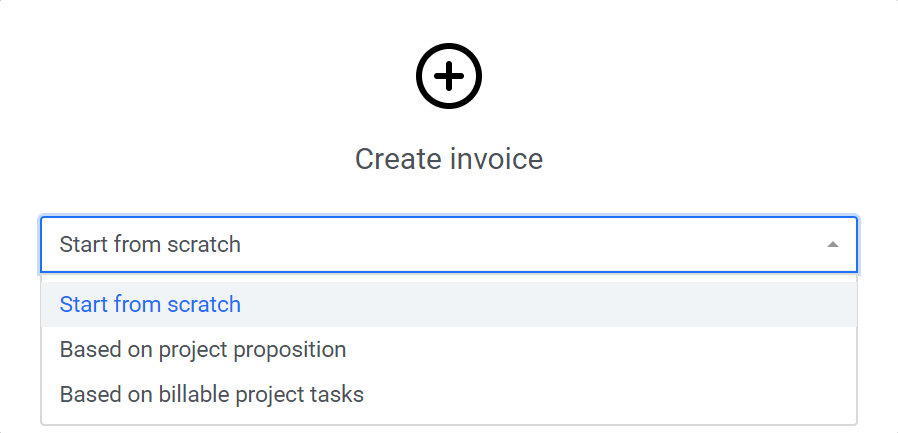 Create invoice
Start from scratch
Start from scratch
Based on project proposition
Based on billable project tasks